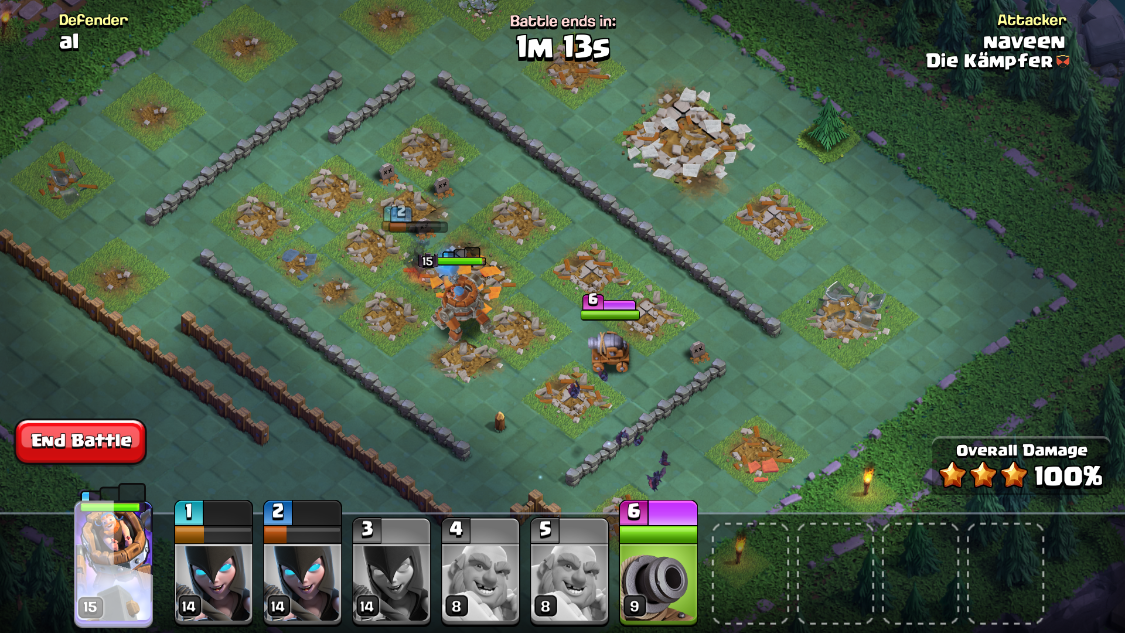 Defender
al
Battle ends in:
1m 13s
Attacker
naveen
Die Kämpfer
2
15
6
End Battle
Overall Damage
100%
1
2
3
4
5
6
15
14
14
14
8
8
9